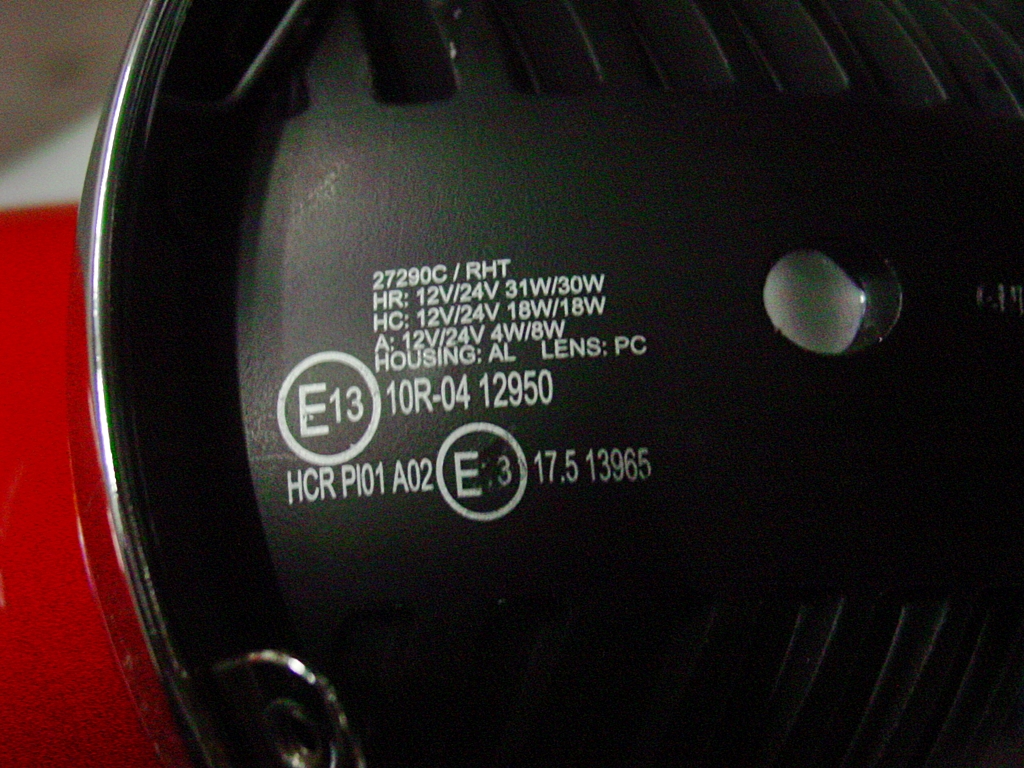 27290C / RHT
HR: 12V/24V 31W/30W
HC: 12V/24V 18W/18W
A: 12V/24V 4W/8W
HOUSING: AL LENS: PC
E13 10R-04 12950
HCR PI01 A02 E13 17.5 13965